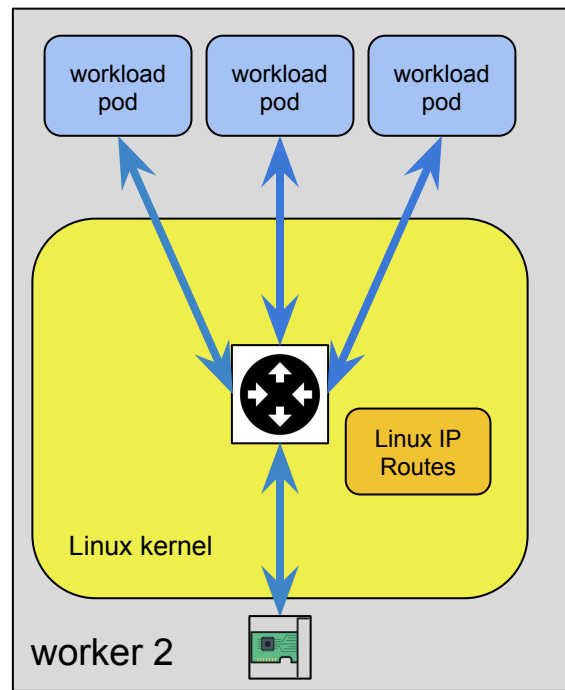 workload
pod
workload
pod
workload
pod
Linux IP
Routes
Linux kernel
worker 2